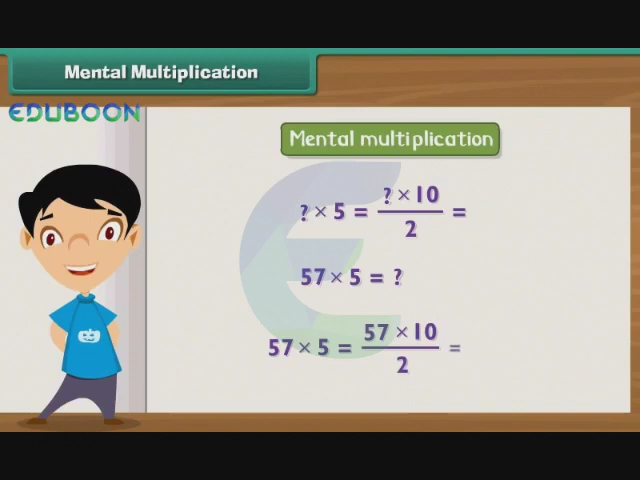 Mental Multiplication
EDUBOON
Mental multiplication
? × 5 = ? × 10 / 2 =
57 × 5 = ?
57 × 5 = 57 × 10 / 2 =